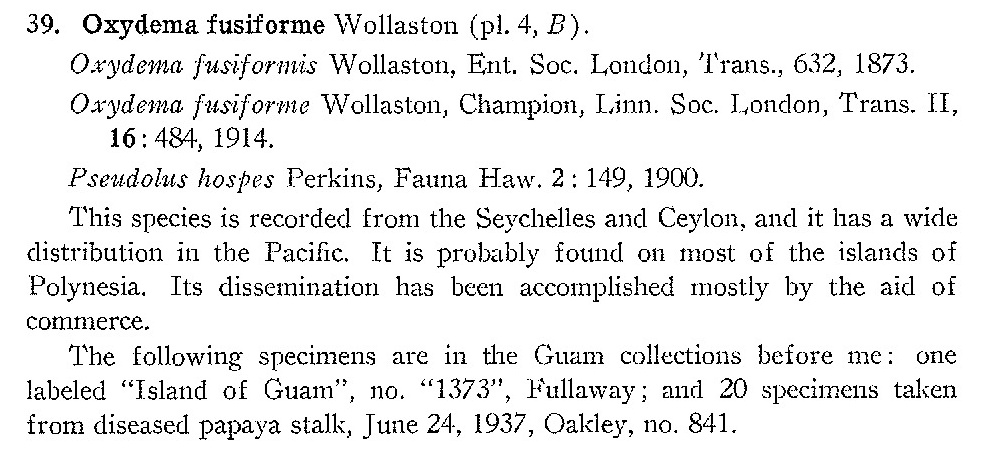 39. Oxydema fusiforme Wollaston (pl. 4, B).
Oxydema fusiformis Wollaston, Ent. Soc. London, Trans., 632, 1873.
Oxydema fusiforme Wollaston, Champion, Linn. Soc. London, Trans. II,
16: 484, 1914.
Pseudolus hospes Perkins, Fauna Haw. 2: 149, 1900.
This species is recorded from the Seychelles and Ceylon, and it has a wide
distribution in the Pacific. It is probably found on most of the islands of
Polynesia. Its dissemination has been accomplished mostly by the aid of
commerce.
The following specimens are in the Guam collections before me: one
labeled "Island of Guam", no. "1373", Fullaway; and 20 specimens taken
from diseased papaya stalk, June 24, 1937, Oakley, no. 841.